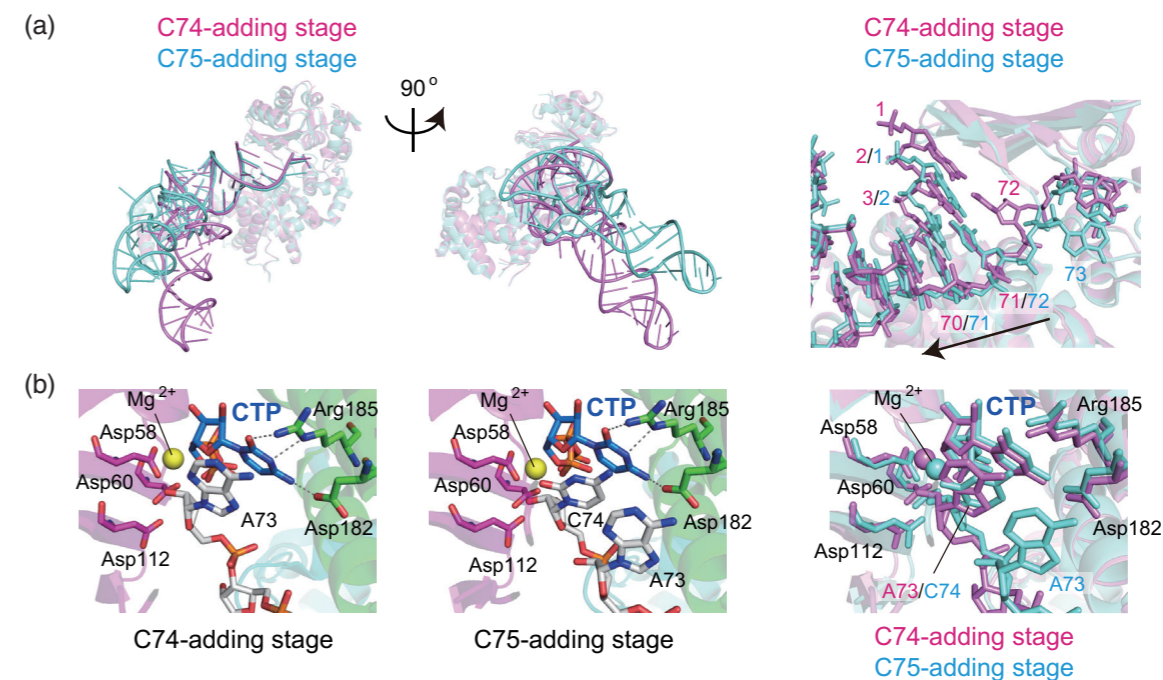 (a)
C74-adding stage
C75-adding stage
90°
C74-adding stage
C75-adding stage
1
2/1
3/2
72
73
71/72
70/71
(b)
Mg2+
CTP
Arg185
Asp58
Asp60
A73
Asp182
Asp112
C74-adding stage
Mg2+
CTP
Arg185
Asp58
Asp60
C74
Asp182
Asp112
A73
C75-adding stage
Mg2+
CTP
Arg185
Asp58
Asp60
Asp182
Asp112
A73/C74
A73
C74-adding stage
C75-adding stage